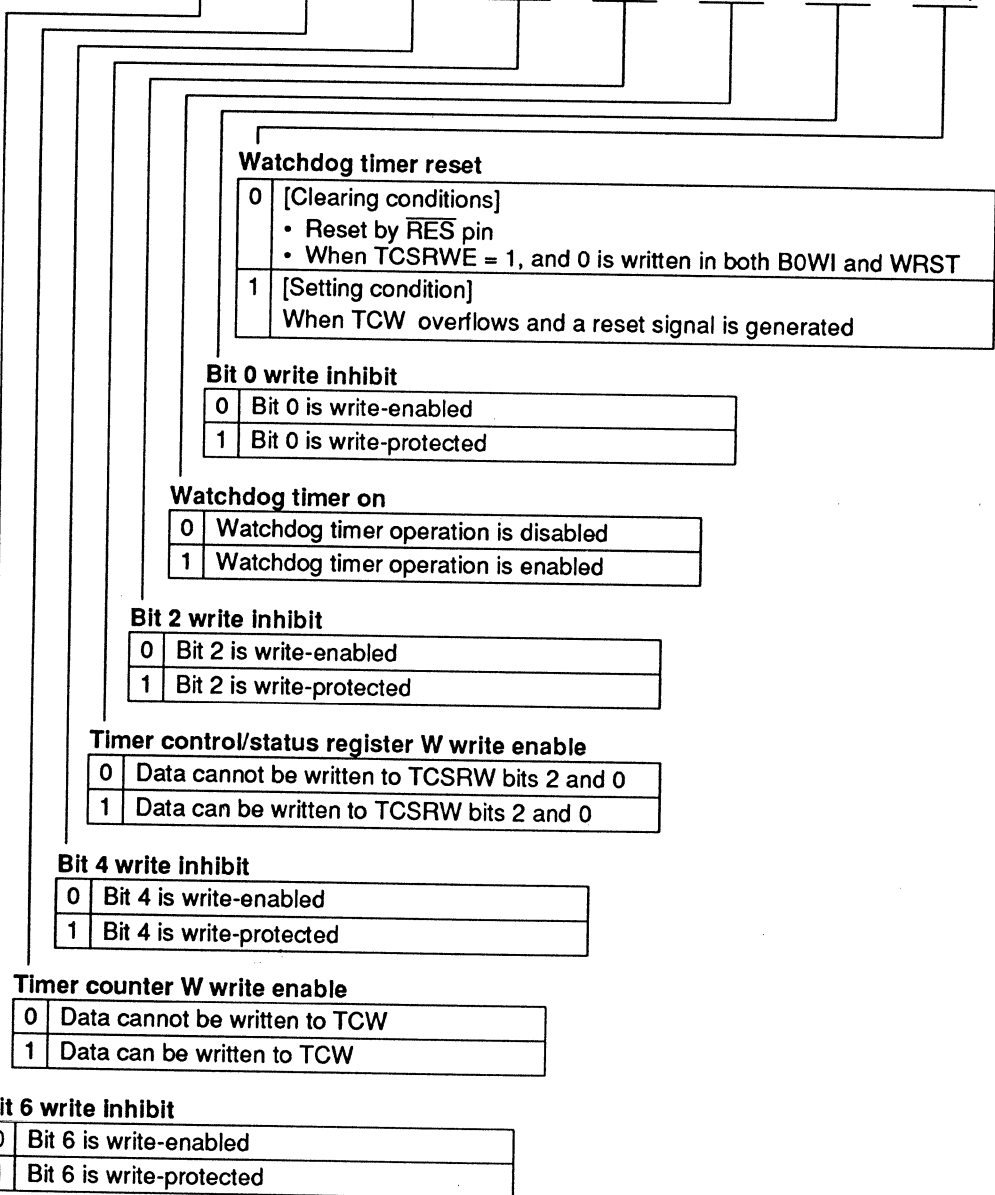 Watchdog timer reset
0 [Clearing conditions]
• Reset by RES pin
• When TCSRWE = 1, and 0 is written in both B0WI and WRST
1 [Setting condition]
When TCW overflows and a reset signal is generated
Bit 0 write inhibit
0 Bit 0 is write-enabled
1 Bit 0 is write-protected
Watchdog timer on
0 Watchdog timer operation is disabled
1 Watchdog timer operation is enabled
Bit 2 write inhibit
0 Bit 2 is write-enabled
1 Bit 2 is write-protected
Timer control/status register W write enable
0 Data cannot be written to TCSRW bits 2 and 0
1 Data can be written to TCSRW bits 2 and 0
Bit 4 write inhibit
0 Bit 4 is write-enabled
1 Bit 4 is write-protected
Timer counter W write enable
0 Data cannot be written to TCW
1 Data can be written to TCW
it 6 write inhibit
Bit 6 is write-enabled
Bit 6 is write-protected